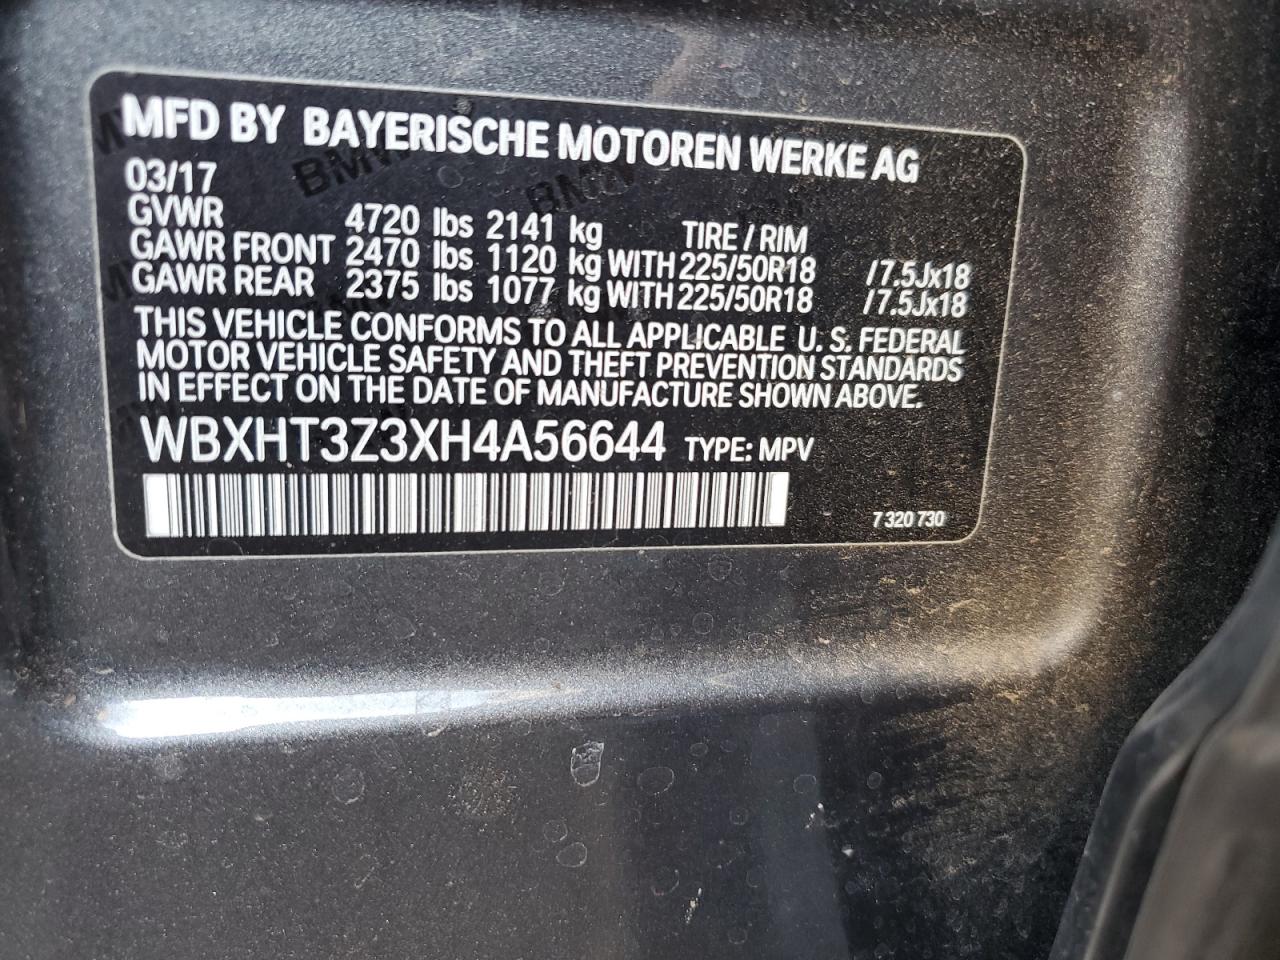 MFD BY BAYERISCHE MOTOREN WERKE AG
03/17
GVWR 4720 lbs 2141 kg TIRE / RIM
GAWR FRONT 2470 lbs 1120 kg WITH 225/50R18 /7.5Jx18
GAWR REAR 2375 lbs 1077 kg WITH 225/50R18 /7.5Jx18
THIS VEHICLE CONFORMS TO ALL APPLICABLE U. S. FEDERAL
MOTOR VEHICLE SAFETY AND THEFT PREVENTION STANDARDS
IN EFFECT ON THE DATE OF MANUFACTURE SHOWN ABOVE.
WBXHT3Z3XH4A56644 TYPE: MPV
7 320 730
BMW
BMW